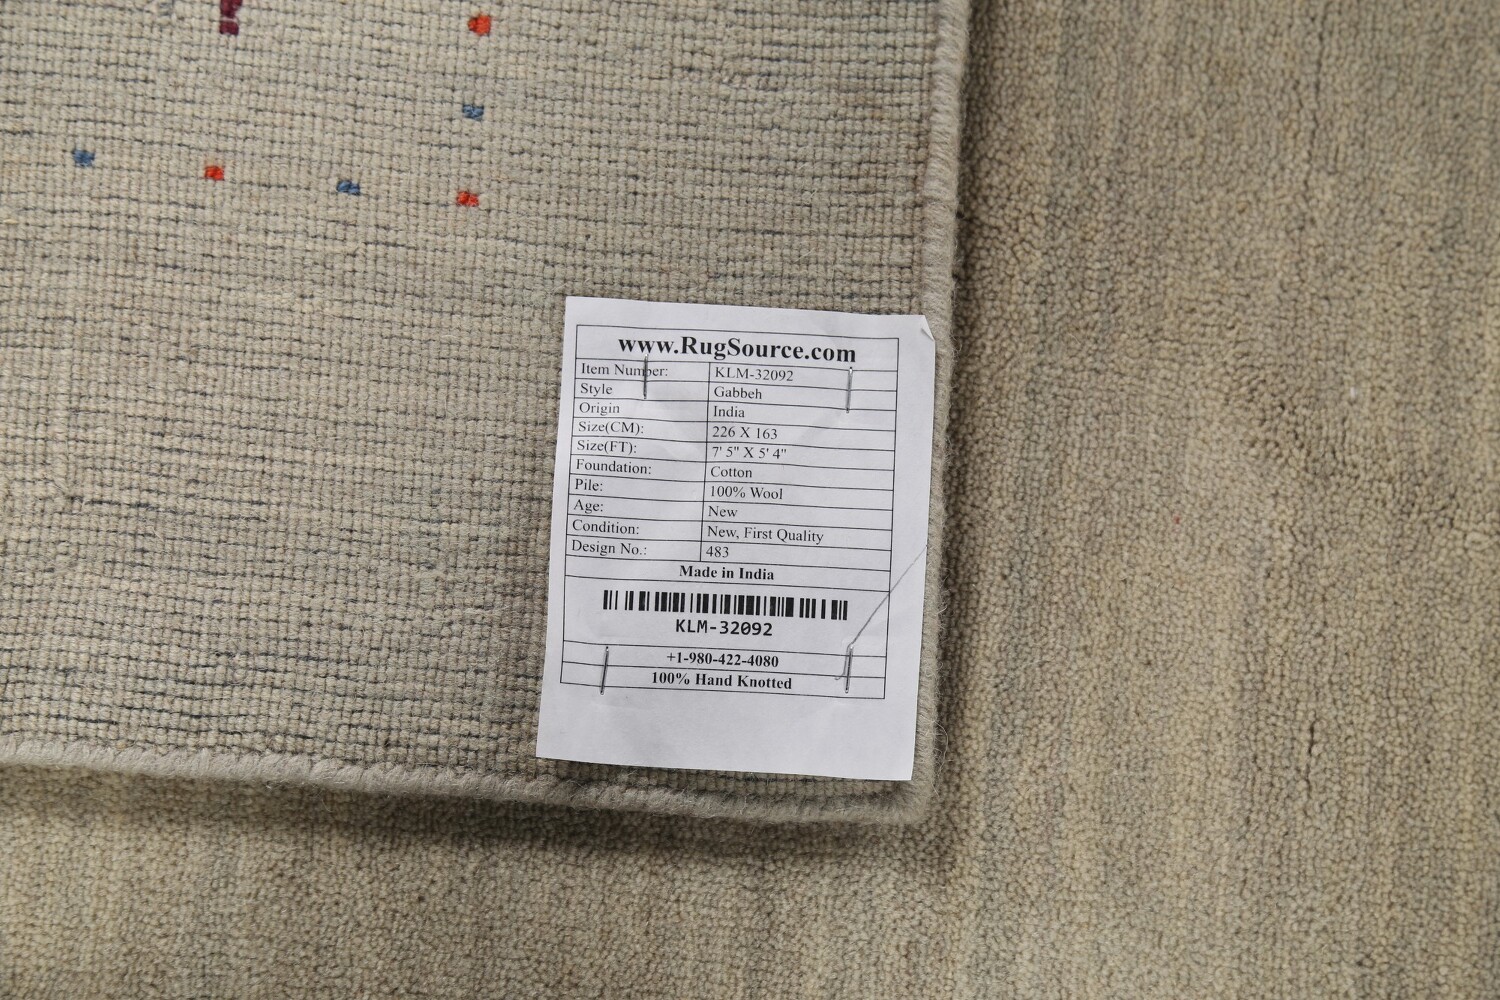 www.RugSource.com
Item Number: KLM-32092
Style Gabbeh
Origin India
Size(CM): 226 X 163
Size(FT): 7' 5" X 5' 4"
Foundation: Cotton
Pile: 100% Wool
Age: New
Condition: New, First Quality
Design No.: 483
Made in India
KLM-32092
+1-980-422-4080
100% Hand Knotted